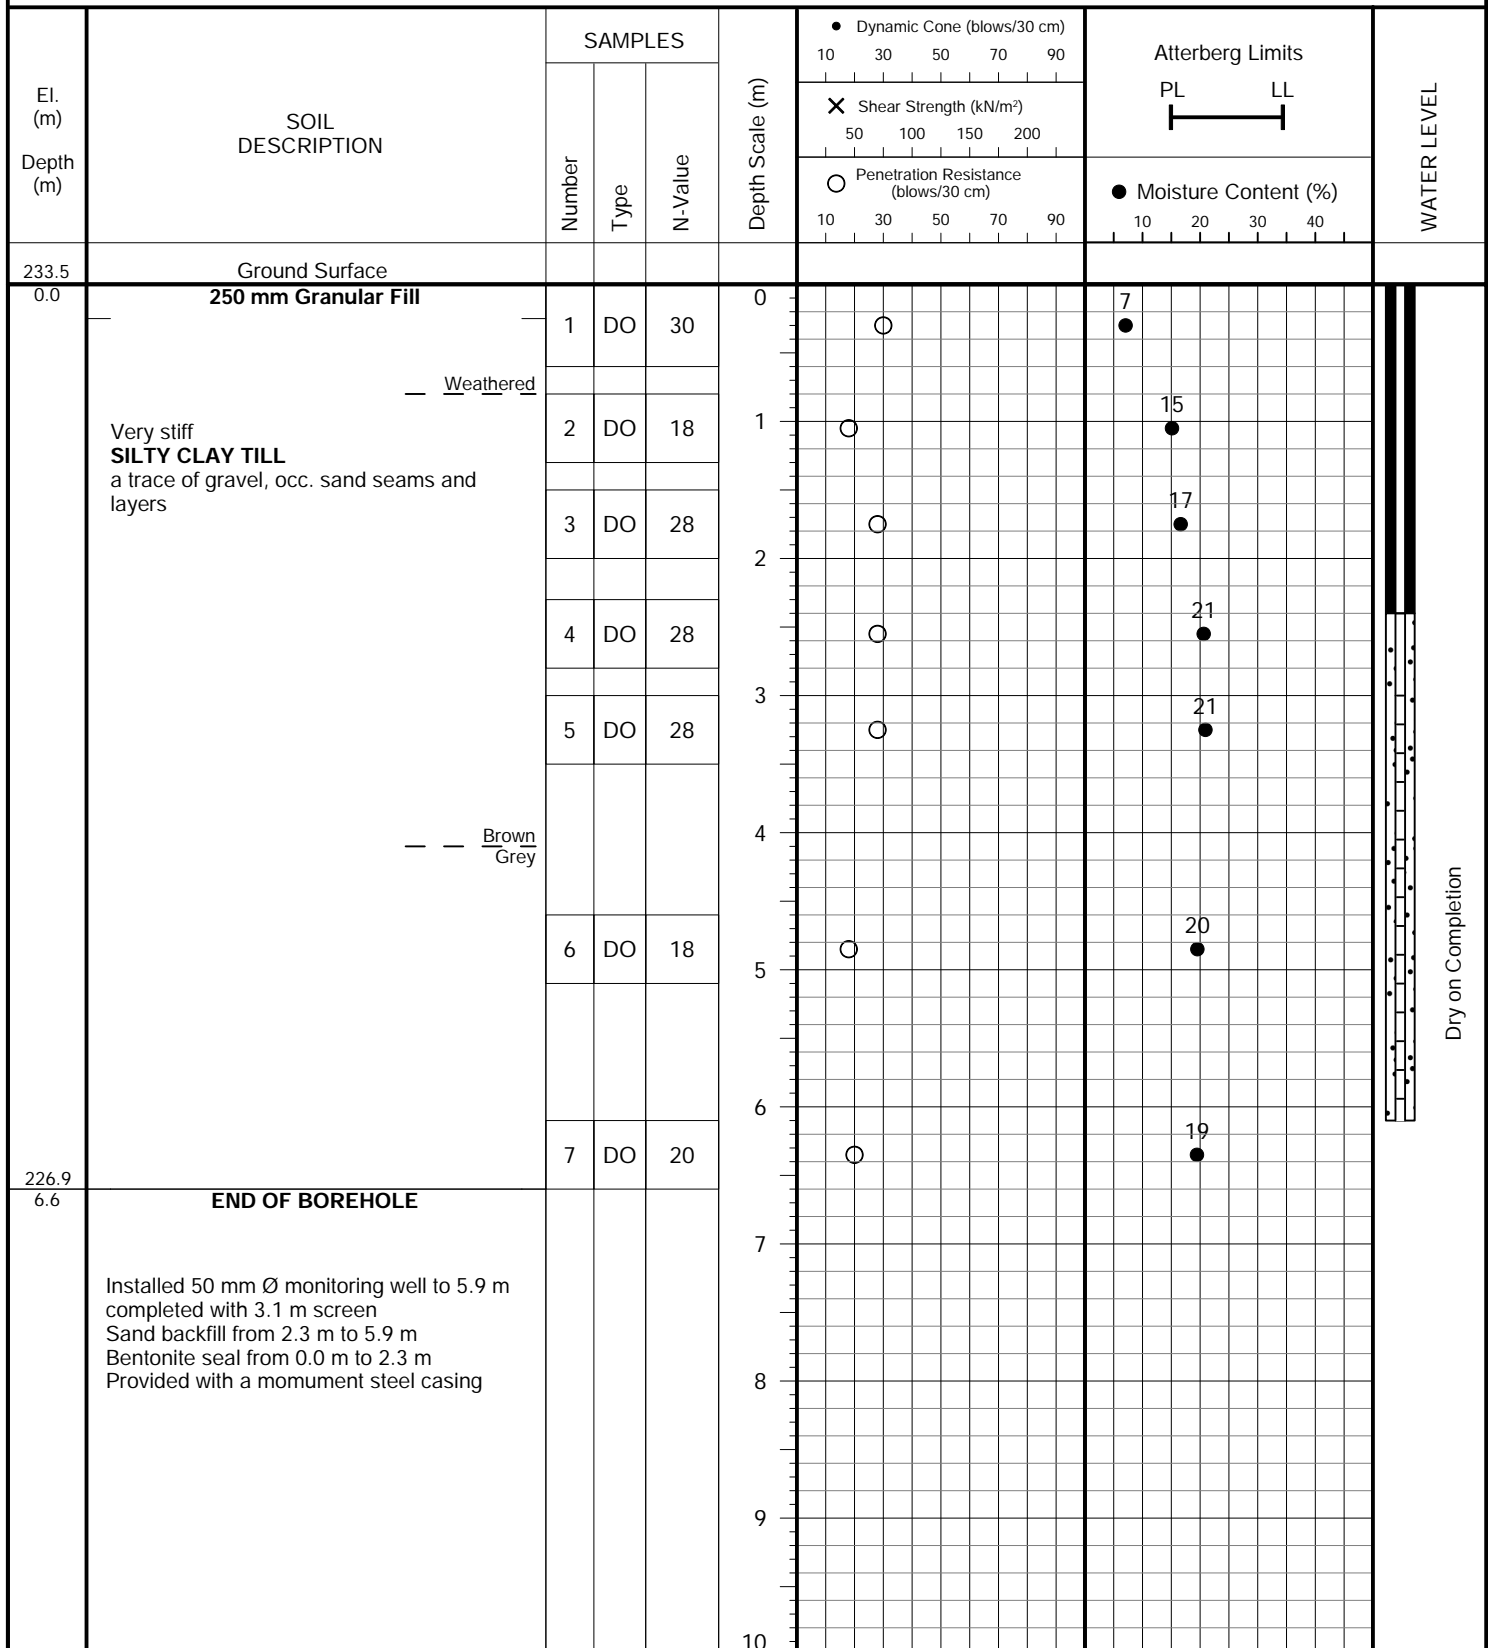 El.
(m)
Depth
(m)
SOIL
DESCRIPTION
SAMPLES
Number
Type
N-Value
Depth Scale (m)
Dynamic Cone (blows/30 cm)
10 30 50 70 90
Shear Strength (kN/m²)
50 100 150 200
Penetration Resistance
(blows/30 cm)
10 30 50 70 90
Atterberg Limits
PL LL
Moisture Content (%)
10 20 30 40
WATER LEVEL
233.5 Ground Surface
0.0 250 mm Granular Fill 0
1 DO 30 7
Weathered
Very stiff
SILTY CLAY TILL
a trace of gravel, occ. sand seams and
layers
2 DO 18 1 15
3 DO 28 17
2
4 DO 28 21
3
5 DO 28 21
Brown
Grey
4
6 DO 18 20
5
Dry on Completion
6
7 DO 20 19
226.9
6.6 END OF BOREHOLE
7
Installed 50 mm Ø monitoring well to 5.9 m
completed with 3.1 m screen
Sand backfill from 2.3 m to 5.9 m
Bentonite seal from 0.0 m to 2.3 m
Provided with a momument steel casing
8
9
10